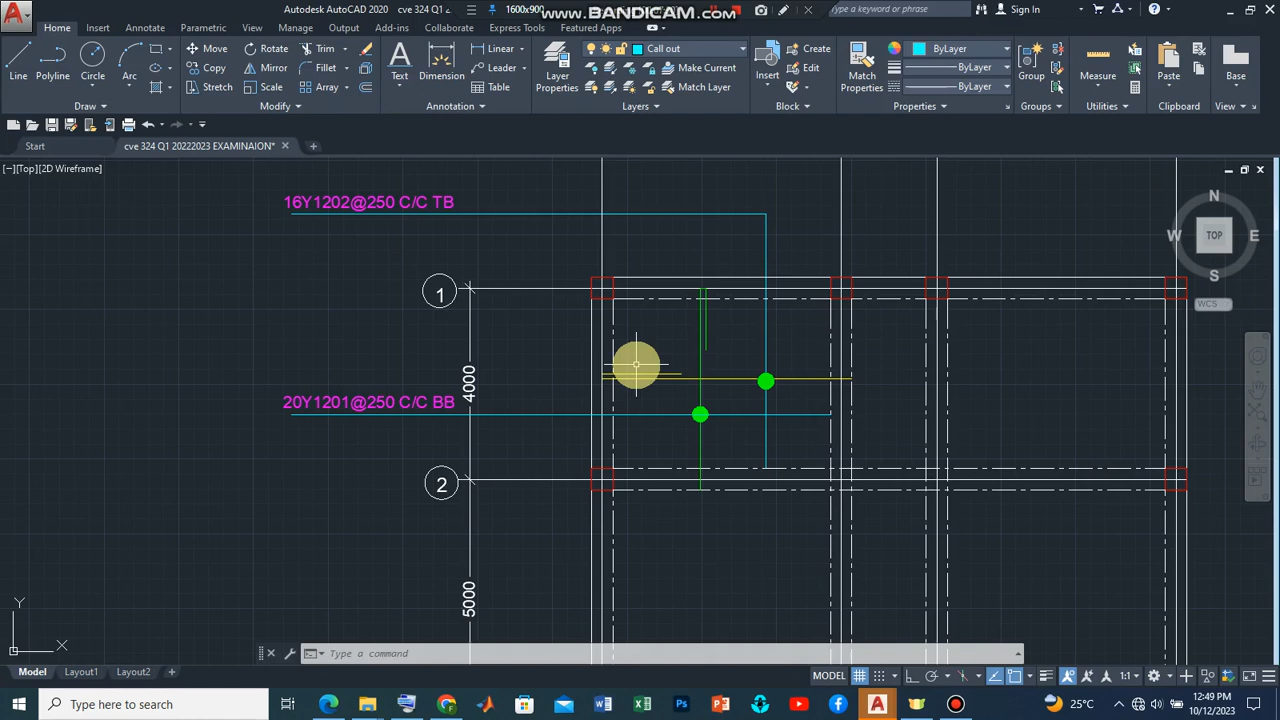 Autodesk AutoCAD 2020 cve 324 Q1 2
1600x900
www.BANDICAM.com
Type a keyword or phrase
Sign In
Home Insert Annotate Parametric View Manage Output Add-ins Collaborate Express Tools Featured Apps
Line Polyline Circle Arc
Move Rotate Trim
Copy Mirror Fillet
Stretch Scale Array
Text Dimension
Linear
Leader
Table
Layer Properties
Call out
Make Current
Match Layer
Insert
Create
Edit
Match Properties
ByLayer
ByLayer
ByLayer
Group
Measure
Paste
Base
Draw Modify Annotation Layers Block Properties Groups Utilities Clipboard View
Start
cve 324 Q1 20222023 EXAMINAION*
[−][Top][2D Wireframe]
N
W TOP E
S
WCS
16Y1202@250 C/C TB
1
4000
20Y1201@250 C/C BB
2
5000
Y
X
Type a command
Model Layout1 Layout2
MODEL
1:1
Type here to search
25°C
12:49 PM
10/12/2023